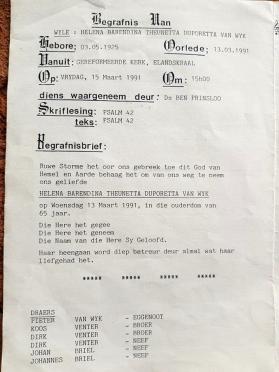 Begrafnis Van
WYLE : HELENA BARENDINA THEUNETTA DUPORETTA VAN WYK
Gebore: 03.05.1925 Oorlede: 13.03.1991
Vanuit: GEREFORMEERDE KERK, ELANDSKRAAL
Op: VRYDAG, 15 Maart 1991 Om: 15h00
diens waargeneem deur: Ds BEN PRINSLOO
Skriflesing: PSALM 42
teks: PSALM 42
Begrafnisbrief:
Ruwe Storme het oor ons gebreek toe dit God van
Hemel en Aarde behaag het om van ons weg te neem
ons geliefde
HELENA BARENDINA THEUNETTA DUPORETTA VAN WYK
op Woensdag 13 Maart 1991, in die ouderdom van
65 jaar.
Die Here het gegee
Die Here het geneem
Die Naam van die Here Sy Geloofd.
Haar heengaan word diep betreur deur almal wat haar
liefgehad het.
***** ***** *****
DRAERS
PIETER VAN WYK - EGGENOOT
KOOS VENTER - BROER
DIRK VENTER - BROER
DIRK VENTER - NEEF
JOHAN BRIEL - NEEF
JOHANNES BRIEL - NEEF